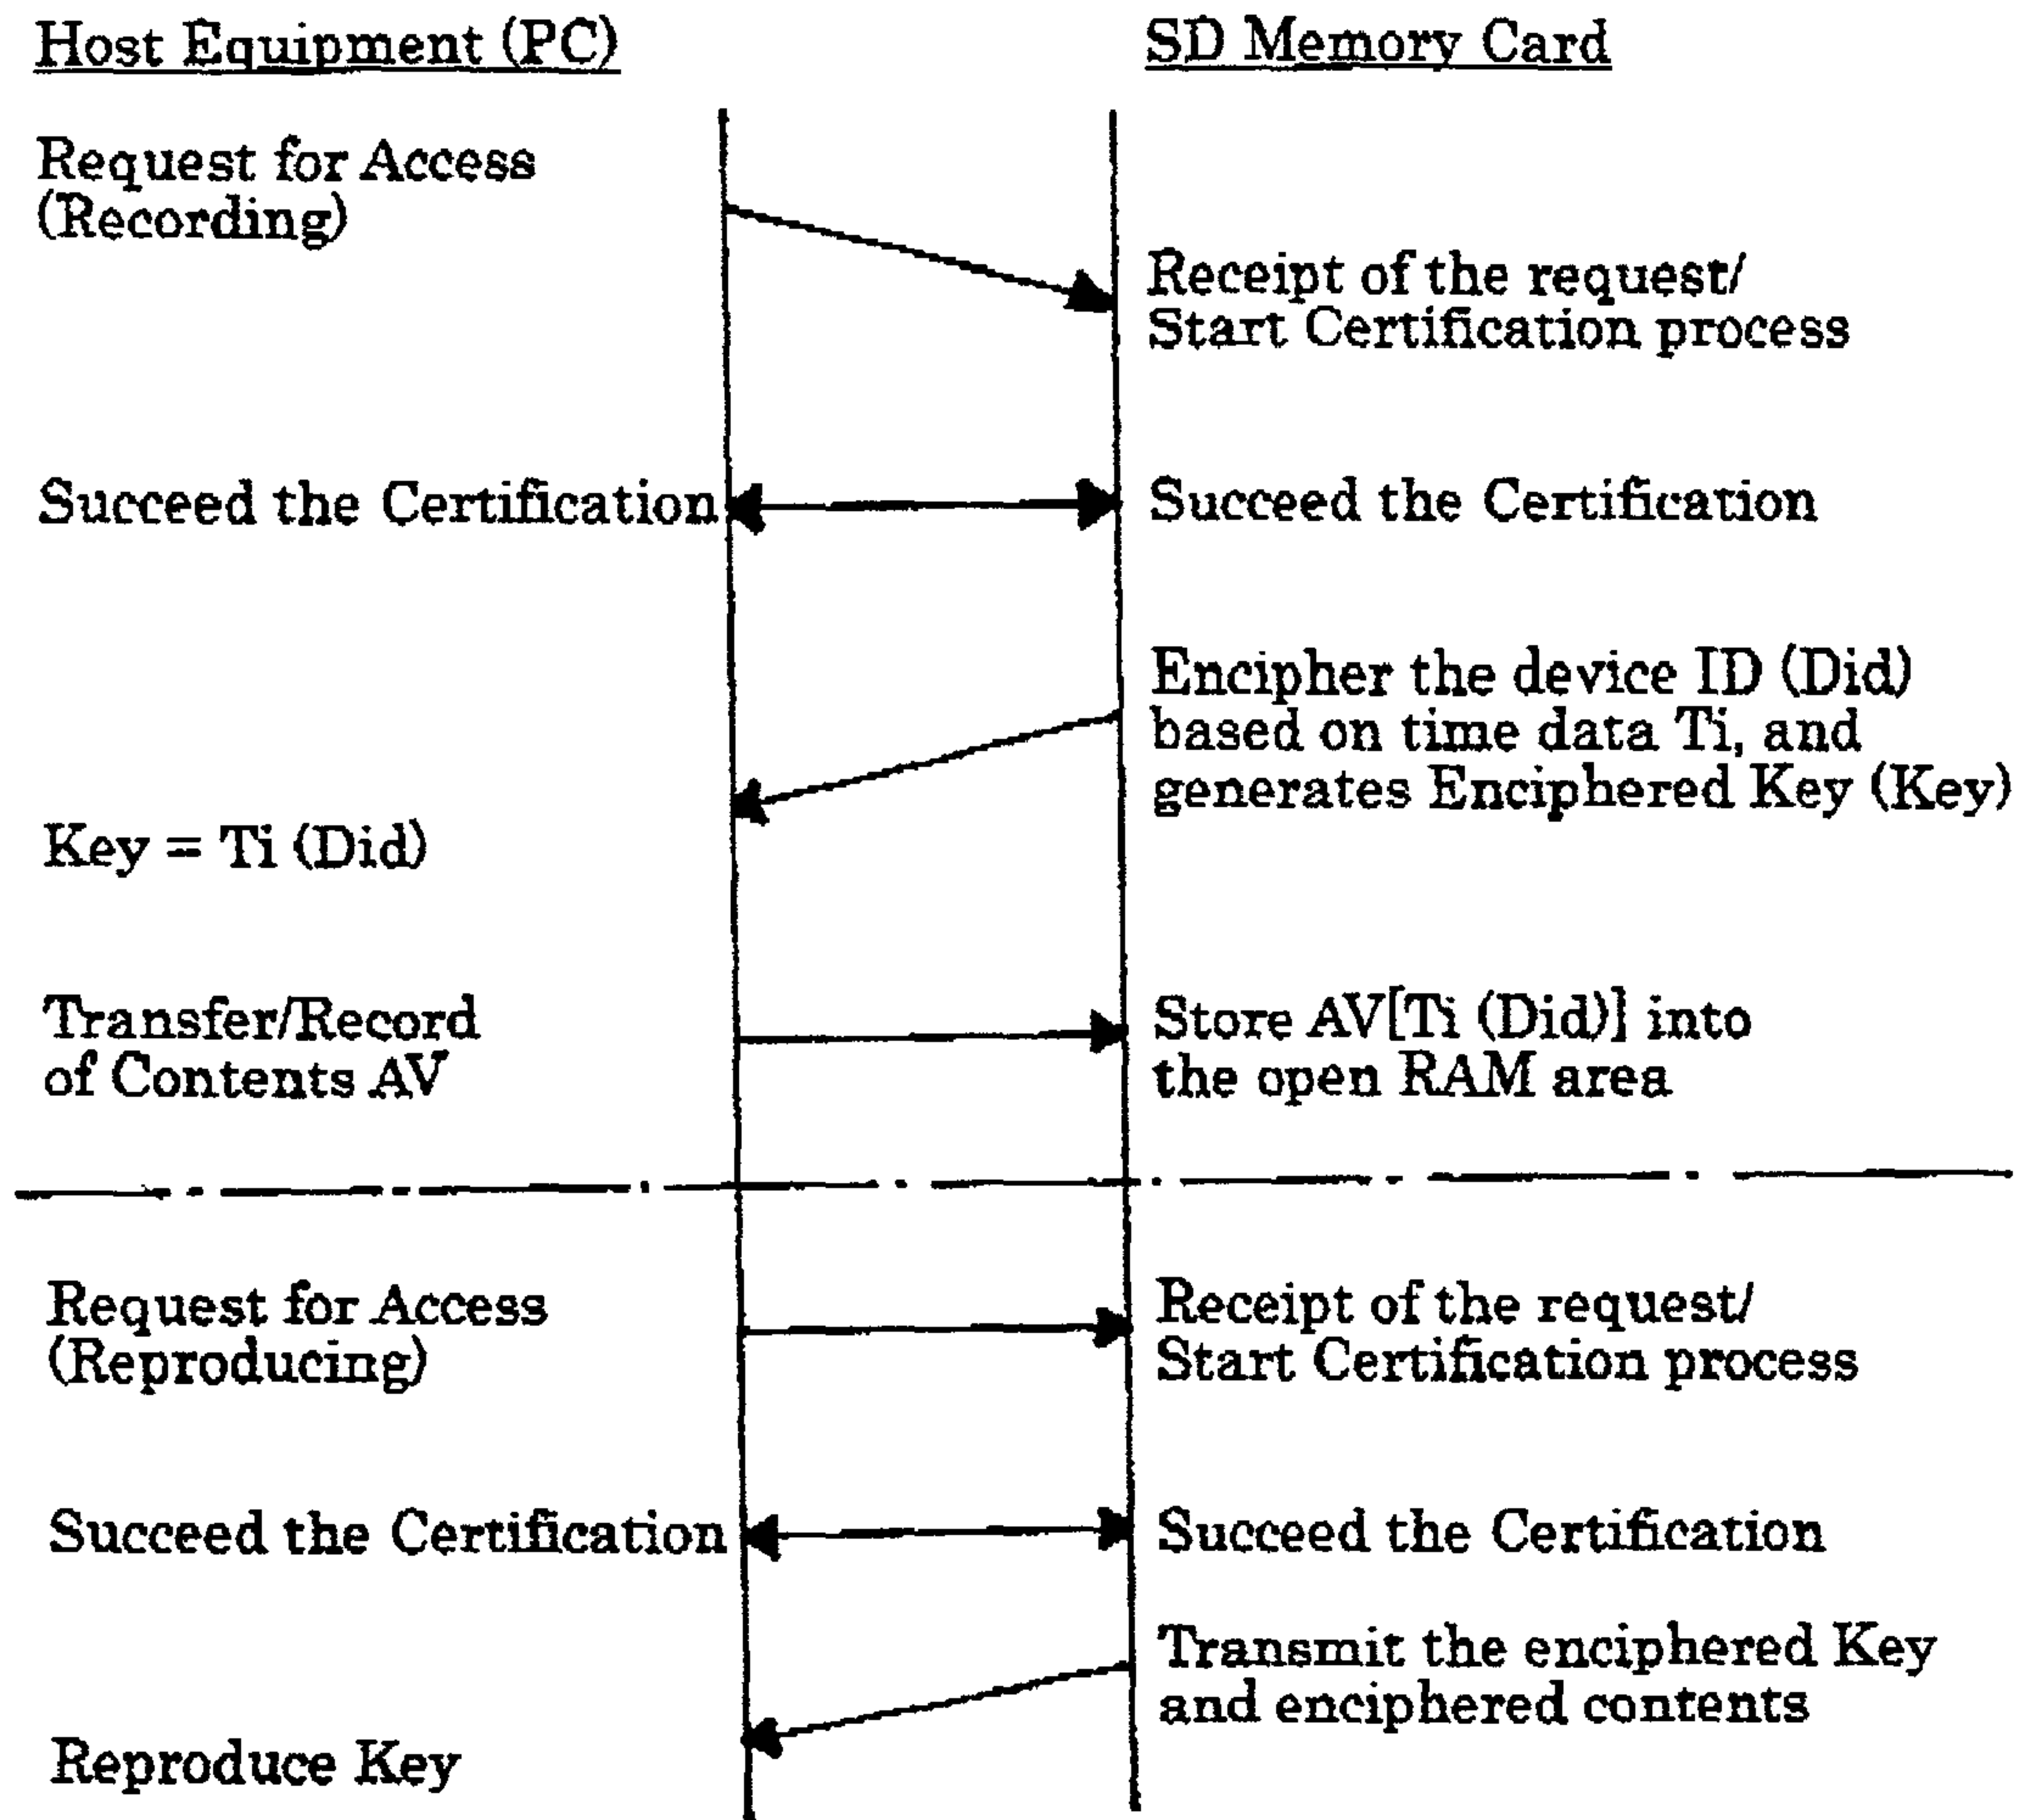 Host Equipment (PC)
SD Memory Card
Request for Access
(Recording)
Receipt of the request/
Start Certification process
Succeed the Certification
Succeed the Certification
Encipher the device ID (Did)
based on time data Ti, and
generates Enciphered Key (Key)
Key = Ti (Did)
Transfer/Record
of Contents AV
Store AV[Ti (Did)] into
the open RAM area
Request for Access
(Reproducing)
Receipt of the request/
Start Certification process
Succeed the Certification
Succeed the Certification
Transmit the enciphered Key
and enciphered contents
Reproduce Key